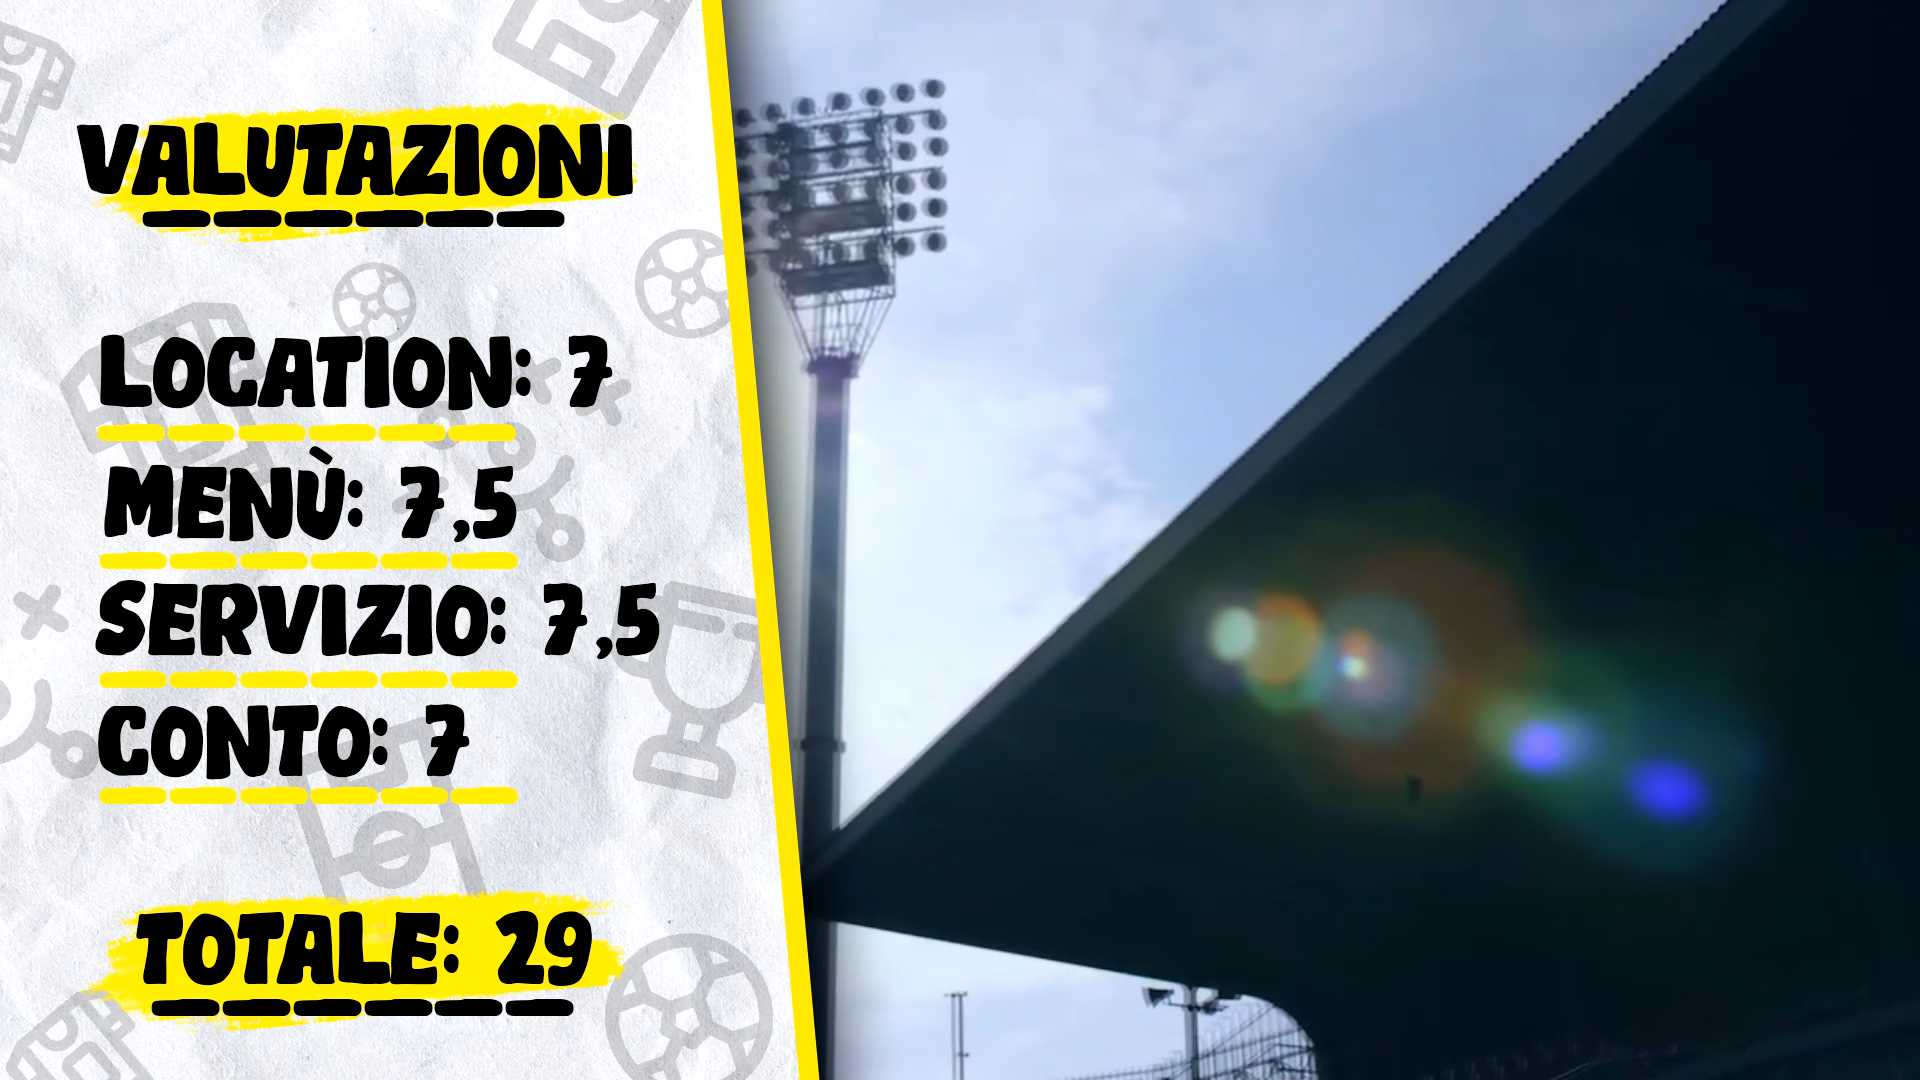 VALUTAZIONI
LOCATION: 7
MENÙ: 7,5
SERVIZIO: 7,5
CONTO: 7
TOTALE: 29